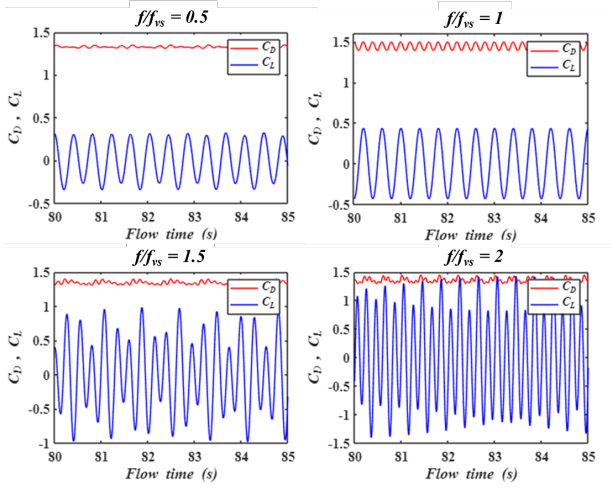 f/fvs = 0.5
f/fvs = 1
1.5
1
0.5
0
-0.5
CD , CL
CD
CL
80 81 82 83 84 85
Flow time (s)
1.5
1
0.5
0
-0.5
CD , CL
CD
CL
80 81 82 83 84 85
Flow time (s)
f/fvs = 1.5
f/fvs = 2
1.5
1
0.5
0
-0.5
-1
CD , CL
CD
CL
80 81 82 83 84 85
Flow time (s)
1.5
1
0.5
0
-0.5
-1
-1.5
CD , CL
CD
CL
80 81 82 83 84 85
Flow time (s)